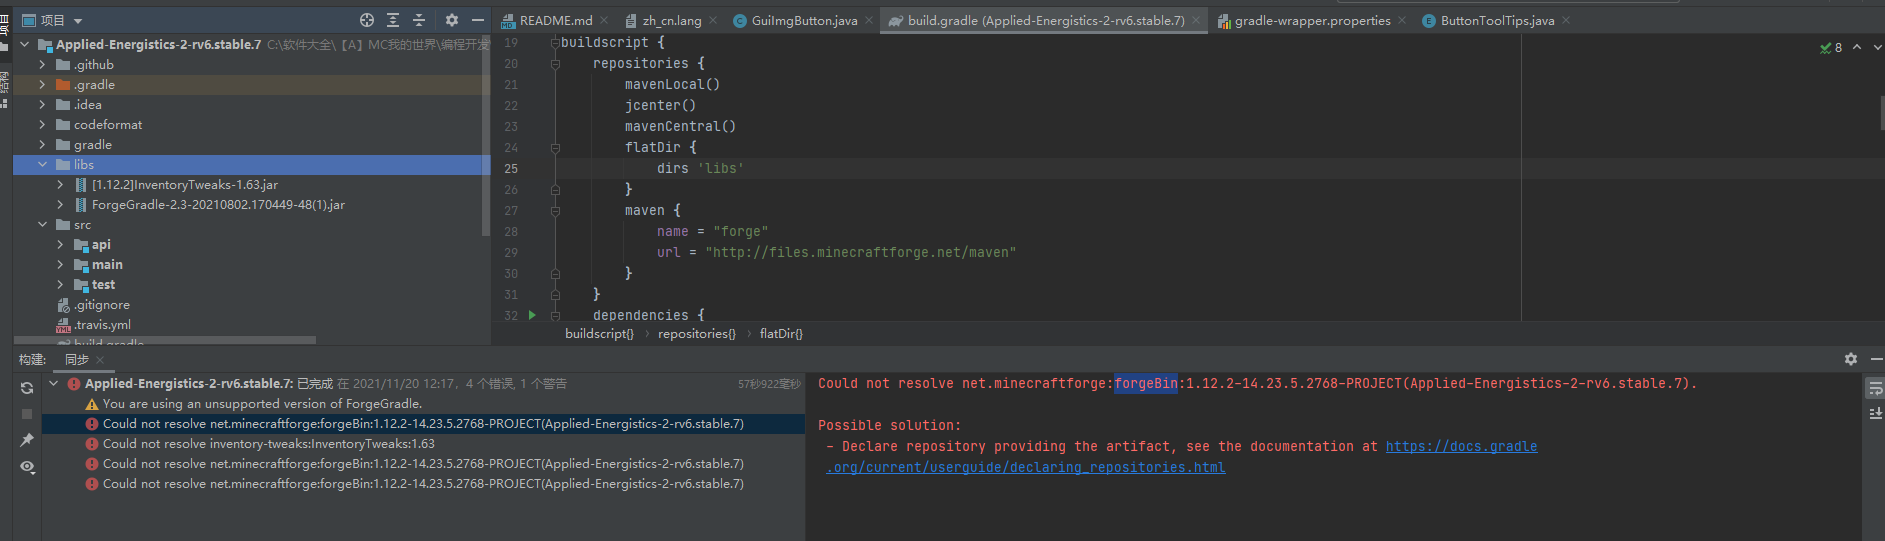 项目
README.md
zh_cn.lang
GuiImgButton.java
build.gradle (Applied-Energistics-2-rv6.stable.7)
gradle-wrapper.properties
ButtonToolTips.java
Applied-Energistics-2-rv6.stable.7 C:\软件大全\【A】MC我的世界\编程开发
.github
.gradle
.idea
codeformat
gradle
libs
[1.12.2]InventoryTweaks-1.63.jar
ForgeGradle-2.3-20210802.170449-48(1).jar
src
api
main
test
.gitignore
.travis.yml
build.gradle
19 buildscript {
20 repositories {
21 mavenLocal()
22 jcenter()
23 mavenCentral()
24 flatDir {
25 dirs 'libs'
26 }
27 maven {
28 name = "forge"
29 url = "http://files.minecraftforge.net/maven"
30 }
31 }
32 dependencies {
8
buildscript{} › repositories{} › flatDir{}
构建: 同步
Applied-Energistics-2-rv6.stable.7: 已完成 在 2021/11/20 12:17，4 个错误, 1 个警告 57秒922毫秒
You are using an unsupported version of ForgeGradle.
Could not resolve net.minecraftforge:forgeBin:1.12.2-14.23.5.2768-PROJECT(Applied-Energistics-2-rv6.stable.7)
Could not resolve inventory-tweaks:InventoryTweaks:1.63
Could not resolve net.minecraftforge:forgeBin:1.12.2-14.23.5.2768-PROJECT(Applied-Energistics-2-rv6.stable.7)
Could not resolve net.minecraftforge:forgeBin:1.12.2-14.23.5.2768-PROJECT(Applied-Energistics-2-rv6.stable.7)
Could not resolve net.minecraftforge:forgeBin:1.12.2-14.23.5.2768-PROJECT(Applied-Energistics-2-rv6.stable.7).
Possible solution:
- Declare repository providing the artifact, see the documentation at https://docs.gradle
.org/current/userguide/declaring_repositories.html